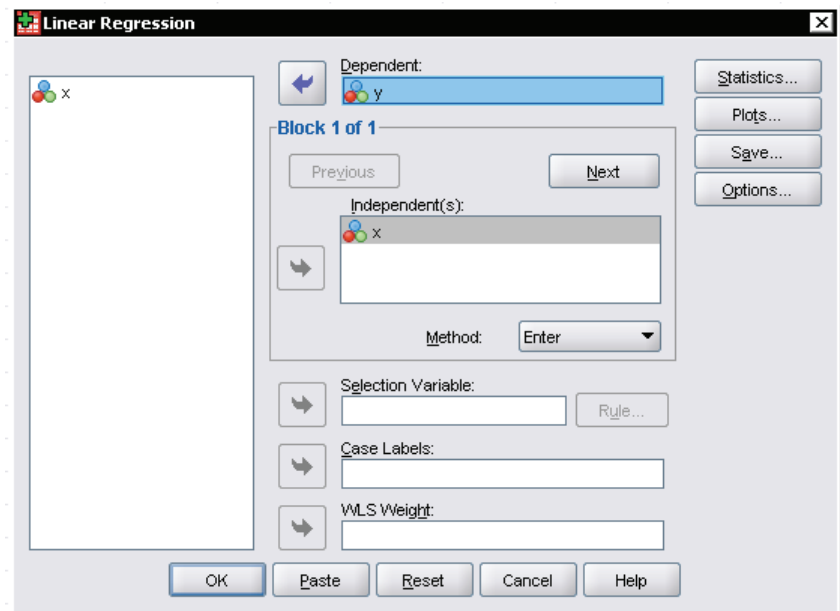 Linear Regression
x
Dependent:
y
Block 1 of 1
Previous
Next
Independent(s):
x
Method:
Enter
Selection Variable:
Rule...
Case Labels:
WLS Weight:
Statistics...
Plots...
Save...
Options...
OK
Paste
Reset
Cancel
Help